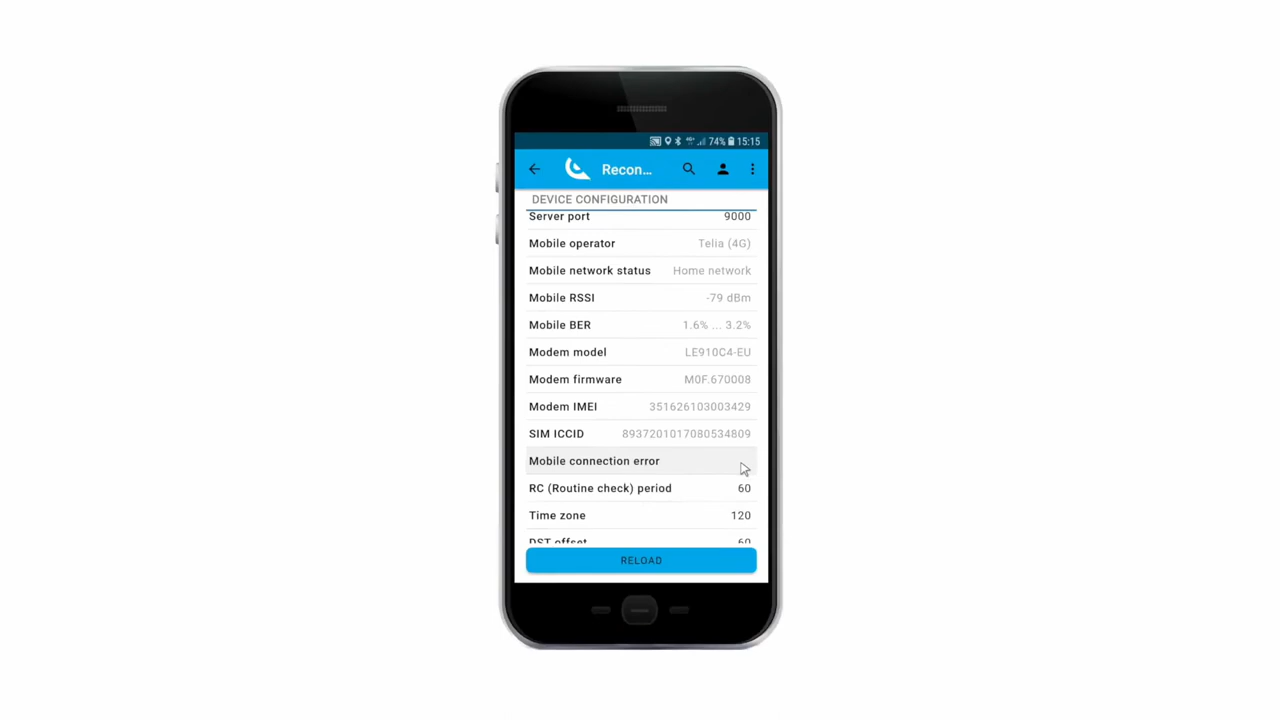 74% 15:15
Recon...
DEVICE CONFIGURATION
Server port 9000
Mobile operator Telia (4G)
Mobile network status Home network
Mobile RSSI -79 dBm
Mobile BER 1.6% ... 3.2%
Modem model LE910C4-EU
Modem firmware M0F.670008
Modem IMEI 351626103003429
SIM ICCID 8937201017080534809
Mobile connection error
RC (Routine check) period 60
Time zone 120
DST offset 60
RELOAD